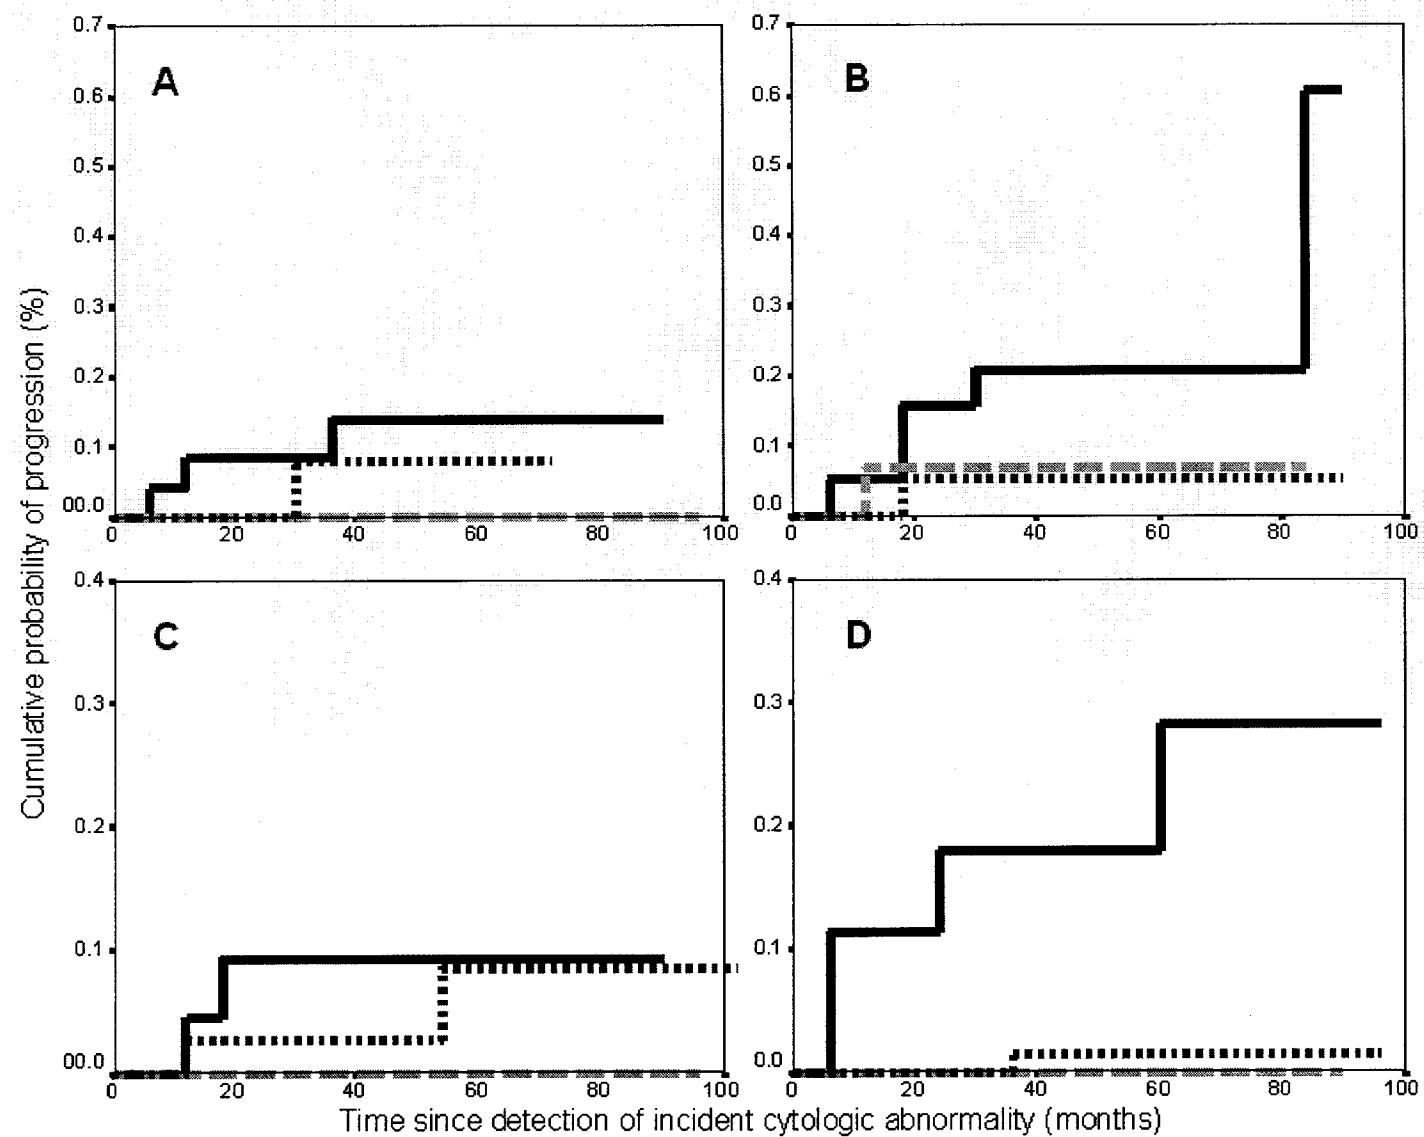 0.7
A
0.6
0.5
0.4
0.3
0.2
0.1
00.0
0 20 40 60 80 100
0.7
B
0.6
0.5
0.4
0.3
0.2
0.1
0.0
0 20 40 60 80 100
0.4
C
0.3
0.2
0.1
00.0
0 20 40 60 80 100
0.4
D
0.3
0.2
0.1
0.0
0 20 40 60 80 100
Cumulative probability of progression (%)
Time since detection of incident cytologic abnormality (months)